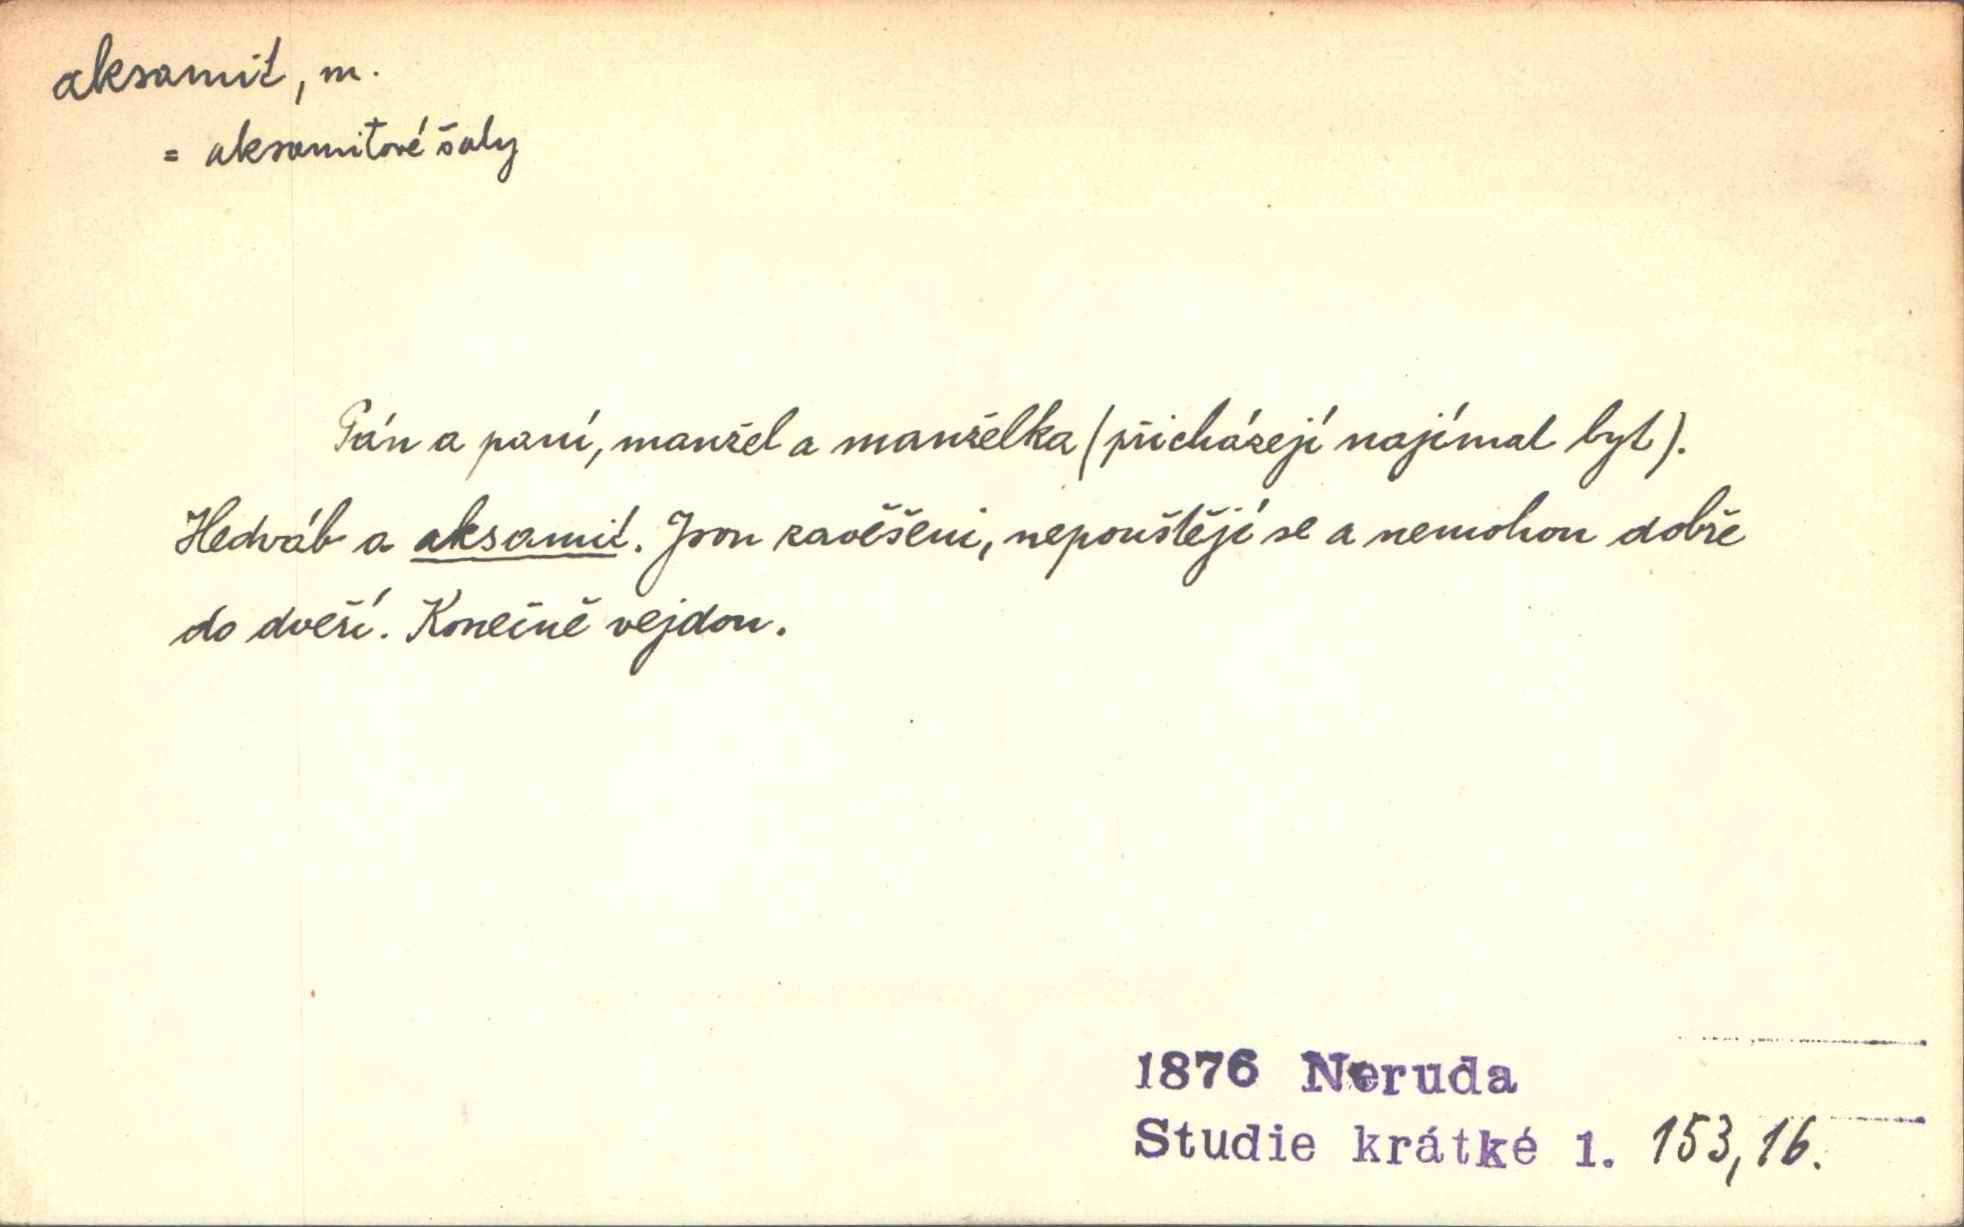 aksamit, m.
= aksamitové šaty
Pán a paní, manžel a manželka (přicházejí najímat byt).
Hedváb a aksamit. Jsou zavěšeni, nepouštějí se a nemohou dobře
do dveří. Konečně vejdou.
1876 Neruda
Studie krátké 1. 153,16.